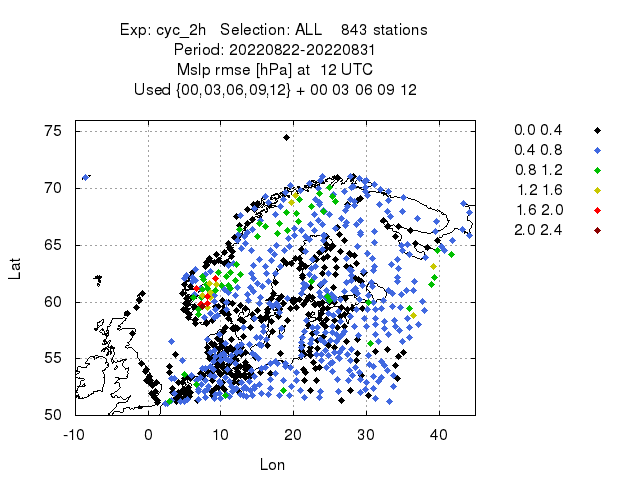 Exp: cyc_2h   Selection: ALL    843 stations
Period: 20220822-20220831
Mslp rmse [hPa] at  12 UTC
Used {00,03,06,09,12} + 00 03 06 09 12
75
70
65
60
55
50
-10 0 10 20 30 40
Lat
Lon
0.0 0.4
0.4 0.8
0.8 1.2
1.2 1.6
1.6 2.0
2.0 2.4